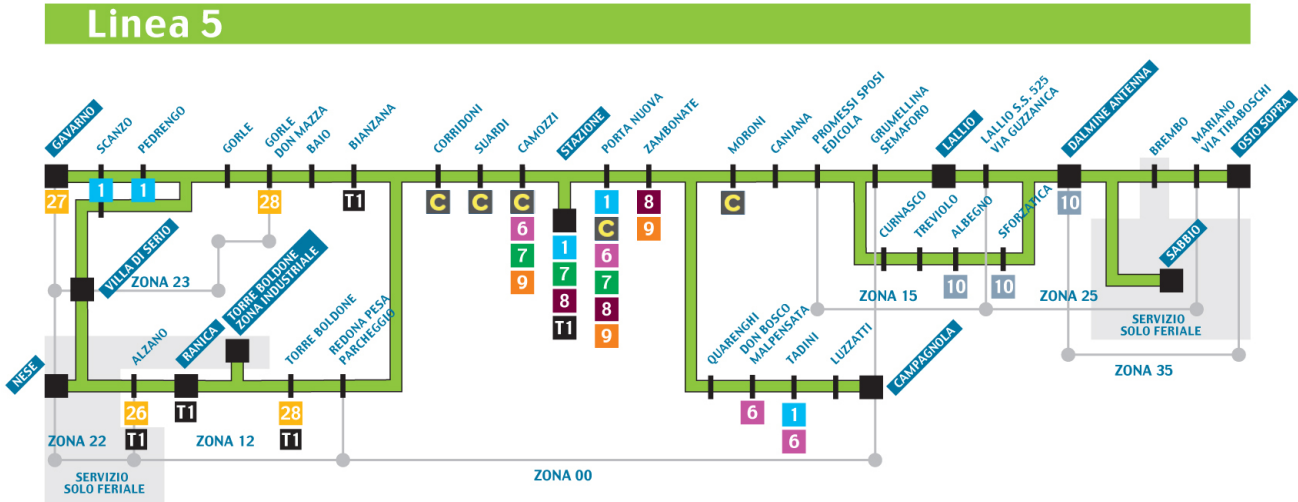 Linea 5
GAVARNO
SCANZO
PEDRENGO
GORLE
GORLE
DON MAZZA
BAIO
BIANZANA
CORRIDONI
SUARDI
CAMOZZI
STAZIONE
PORTA NUOVA
ZAMBONATE
MORONI
CANIANA
PROMESSI SPOSI
EDICOLA
GRUMELLINA
SEMAFORO
LALLIO
LALLIO S.S. 525
VIA GUZZANICA
DALMINE ANTENNA
BREMBO
MARIANO
VIA TIRABOSCHI
OSIO SOPRA
27
1
1
28
T1
C
C
C
6
7
9
1
7
8
T1
1
C
6
7
8
9
8
9
C
10
CURNASCO
TREVIOLO
ALBEGNO
SFORZATICA
10
10
SABBIO
VILLA DI SERIO
ZONA 23
TORRE BOLDONE
ZONA INDUSTRIALE
ZONA 15
ZONA 25
SERVIZIO
SOLO FERIALE
NESE
ALZANO
RANICA
TORRE BOLDONE
REDONA PESA
PARCHEGGIO
QUARENGHI
DON BOSCO
MALPENSATA
TADINI
LUZZATTI
CAMPAGNOLA
ZONA 35
26
T1
T1
28
T1
6
1
6
ZONA 22
ZONA 12
ZONA 00
SERVIZIO
SOLO FERIALE